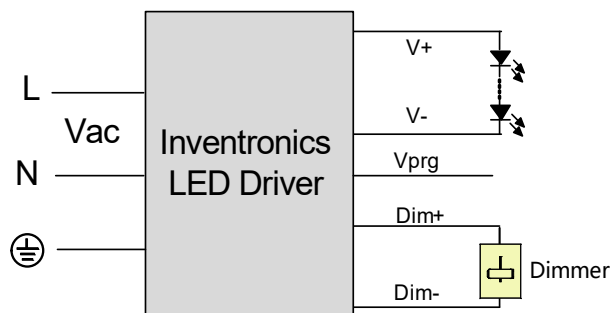 L
Vac
N
Inventronics
LED Driver
V+
V-
Vprg
Dim+
Dim-
Dimmer